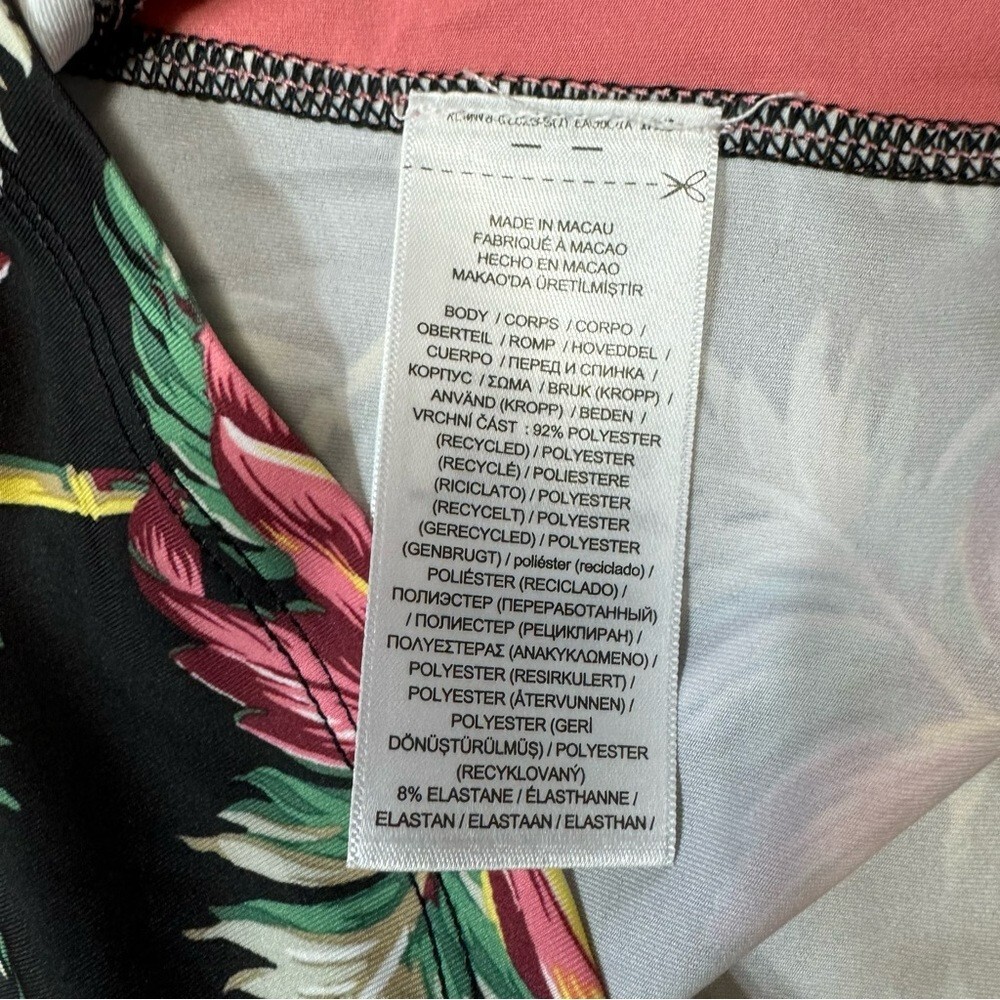 MADE IN MACAU
FABRIQUÉ À MACAO
HECHO EN MACAO
MAKAO'DA ÜRETİLMİŞTİR
BODY / CORPS / CORPO /
OBERTEIL / ROMP / HOVEDDEL /
CUERPO / ПЕРЕД И СПИНКА /
КОРПУС / ΣΩΜΑ / BRUK (KROPP) /
ANVÄND (KROPP) / BEDEN /
VRCHNÍ ČÁST : 92% POLYESTER
(RECYCLED) / POLYESTER
(RECYCLÉ) / POLIESTERE
(RICICLATO) / POLYESTER
(RECYCELT) / POLYESTER
(GERECYCLED) / POLYESTER
(GENBRUGT) / poliéster (reciclado) /
POLIÉSTER (RECICLADO) /
ПОЛИЭСТЕР (ПЕРЕРАБОТАННЫЙ)
/ ПОЛИЕСТЕР (РЕЦИКЛИРАН) /
ΠΟΛΥΕΣΤΕΡΑΣ (ΑΝΑΚΥΚΛΩΜΕΝΟ) /
POLYESTER (RESIRKULERT) /
POLYESTER (ÅTERVUNNEN) /
POLYESTER (GERİ
DÖNÜŞTÜRÜLMÜŞ) / POLYESTER
(RECYKLOVANÝ)
8% ELASTANE / ÉLASTHANNE /
ELASTAN / ELASTAAN / ELASTHAN /